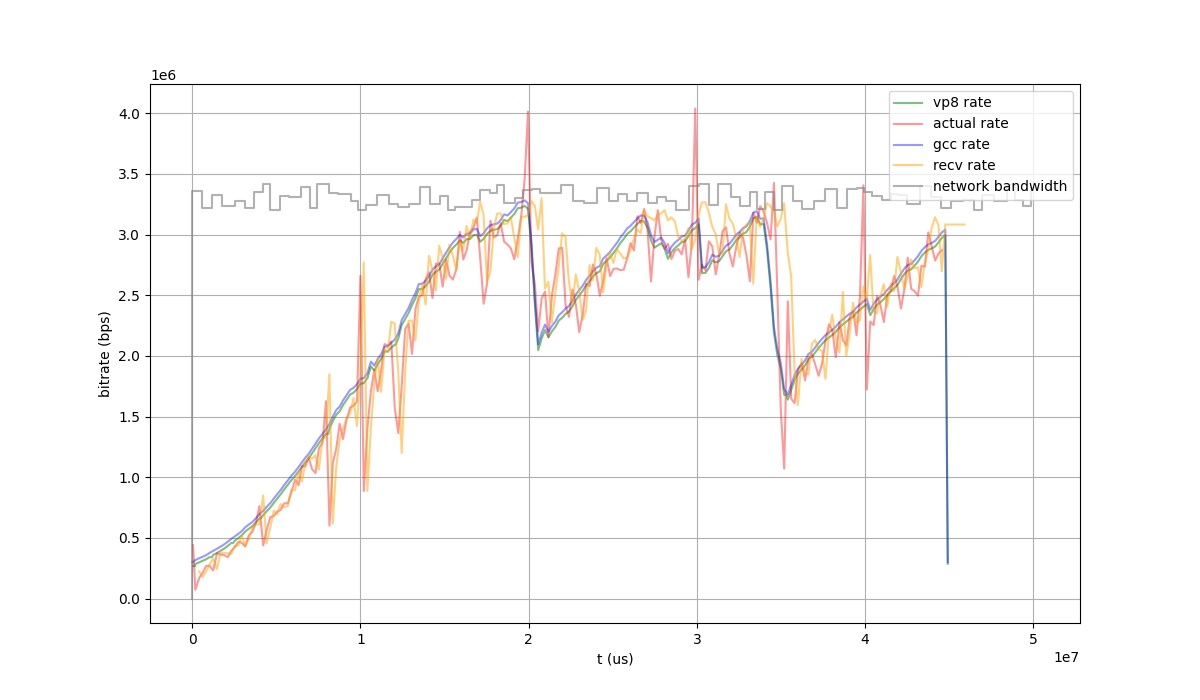 1e6
vp8 rate
actual rate
gcc rate
recv rate
network bandwidth
4.0
3.5
3.0
2.5
2.0
1.5
1.0
0.5
0.0
bitrate (bps)
0 1 2 3 4 5
t (us)
1e7